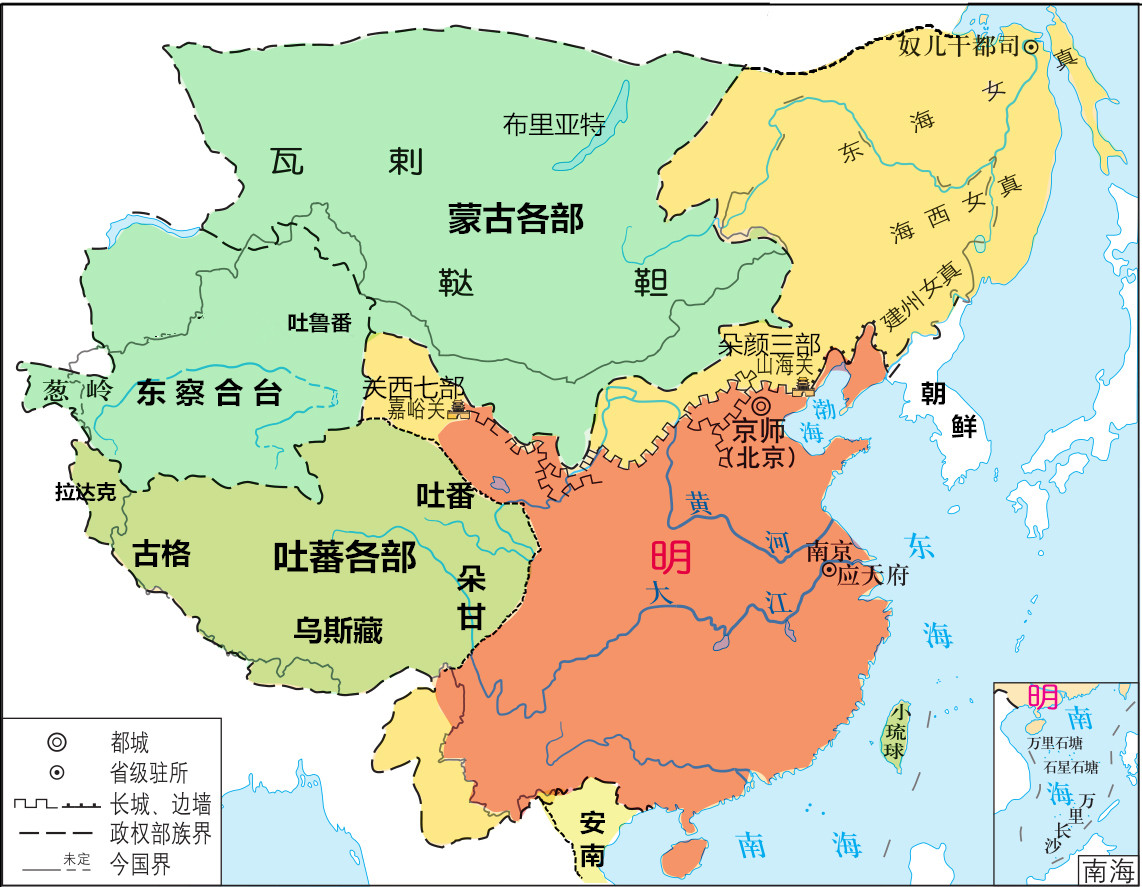 奴儿干都司
东海女真
布里亚特
瓦剌
海西女真
蒙古各部
鞑靼
建州女真
吐鲁番
朵颜三部
山海关
葱岭
东察合台
关西七部
嘉峪关
朝鲜
渤海
京师
(北京)
拉达克
吐番
黄河
古格
吐蕃各部
明
南京
应天府
东海
朵甘
大江
乌斯藏
小琉球
安南
南海
明
南海
万里石塘
石星石塘
万里长沙
南海
都城
省级驻所
长城、边墙
政权部族界
未定
今国界